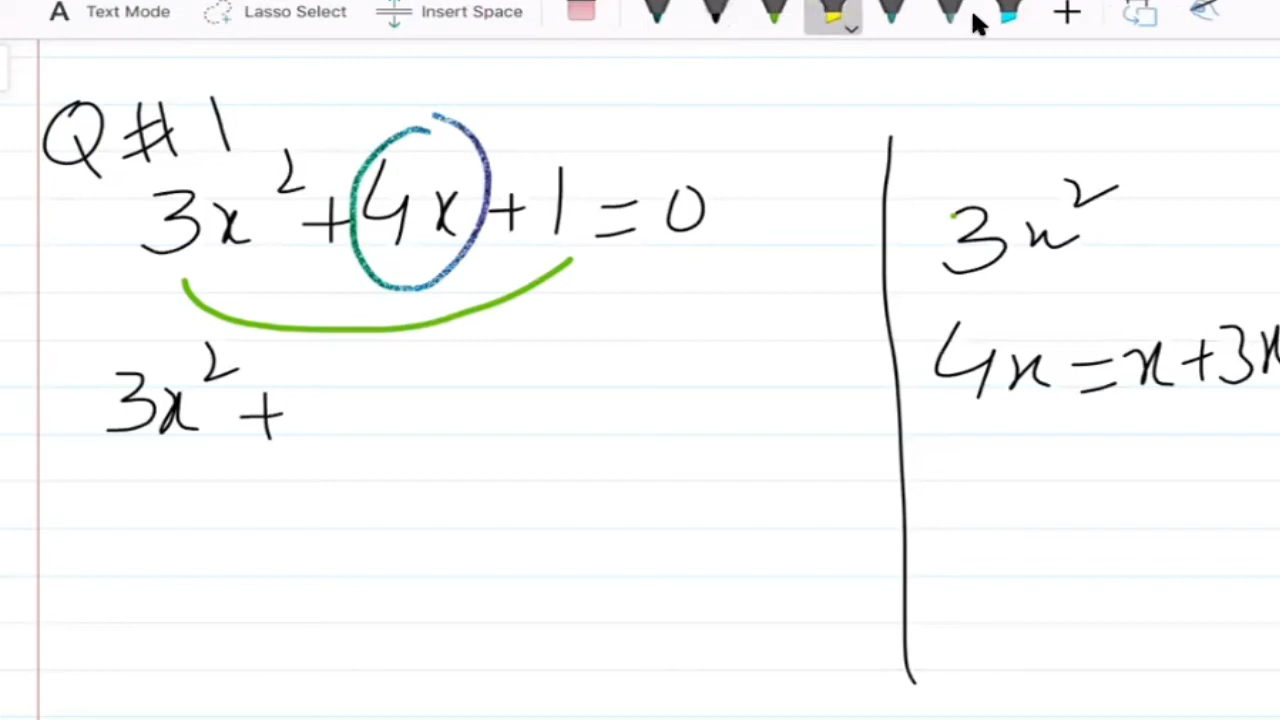 A Text Mode Lasso Select Insert Space
Q # 1
3x² + 4x + 1 = 0
3x² +
3x²
4x = x + 3x